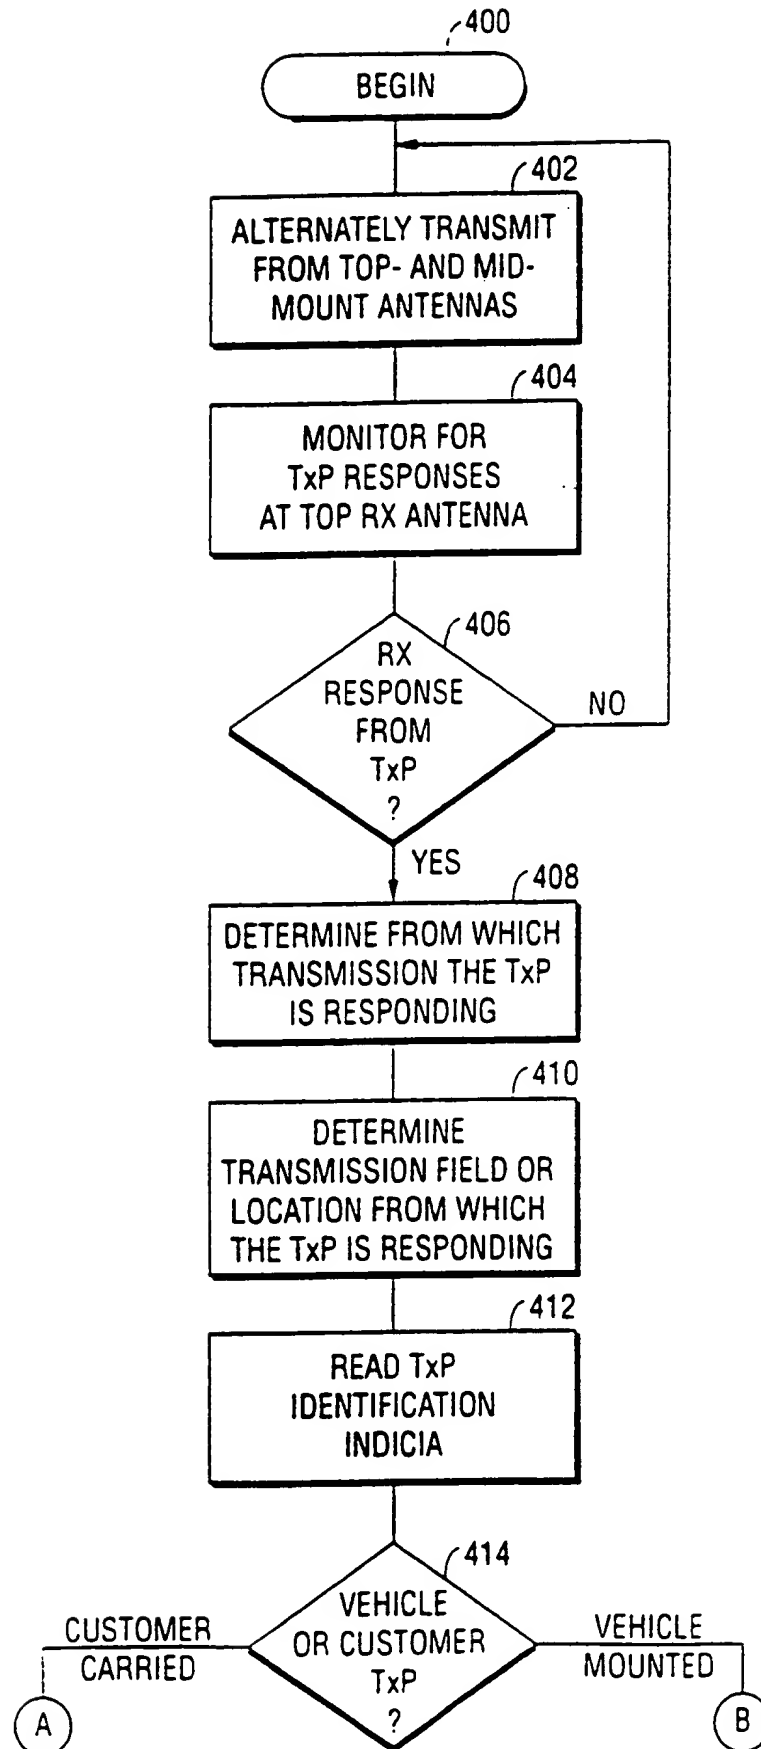 400
BEGIN
402
ALTERNATELY TRANSMIT
FROM TOP- AND MID-
MOUNT ANTENNAS
404
MONITOR FOR
TxP RESPONSES
AT TOP RX ANTENNA
406
RX
RESPONSE
FROM
TxP
?
NO
YES
408
DETERMINE FROM WHICH
TRANSMISSION THE TxP
IS RESPONDING
410
DETERMINE
TRANSMISSION FIELD OR
LOCATION FROM WHICH
THE TxP IS RESPONDING
412
READ TxP
IDENTIFICATION
INDICIA
414
VEHICLE
OR CUSTOMER
TxP
?
CUSTOMER
CARRIED
VEHICLE
MOUNTED
A
B